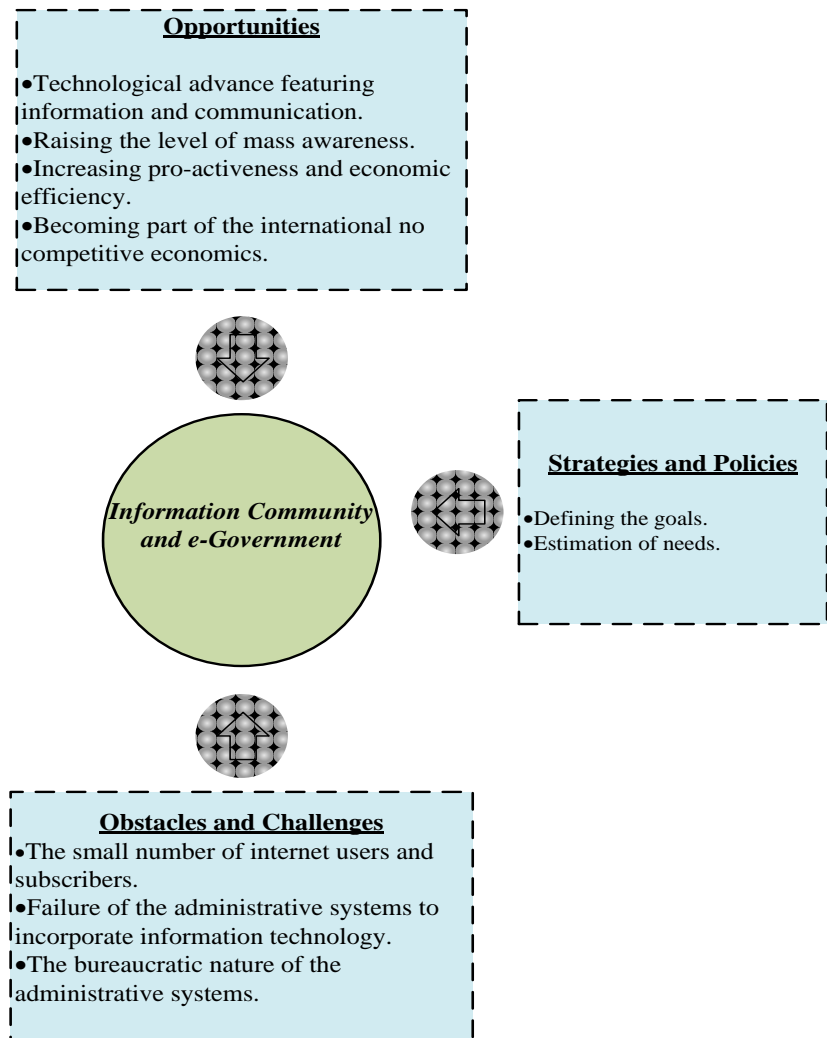 Opportunities
•Technological advance featuring
information and communication.
•Raising the level of mass awareness.
•Increasing pro-activeness and economic
efficiency.
•Becoming part of the international no
competitive economics.
Information Community
and e-Government
Strategies and Policies
•Defining the goals.
•Estimation of needs.
Obstacles and Challenges
•The small number of internet users and
subscribers.
•Failure of the administrative systems to
incorporate information technology.
•The bureaucratic nature of the
administrative systems.